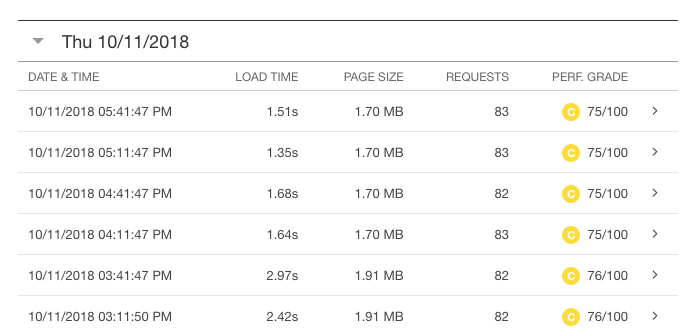 Thu 10/11/2018
DATE & TIME LOAD TIME PAGE SIZE REQUESTS PERF. GRADE
10/11/2018 05:41:47 PM 1.51s 1.70 MB 83 C 75/100
10/11/2018 05:11:47 PM 1.35s 1.70 MB 83 C 75/100
10/11/2018 04:41:47 PM 1.68s 1.70 MB 82 C 75/100
10/11/2018 04:11:47 PM 1.64s 1.70 MB 83 C 75/100
10/11/2018 03:41:47 PM 2.97s 1.91 MB 82 C 76/100
10/11/2018 03:11:50 PM 2.42s 1.91 MB 82 C 76/100